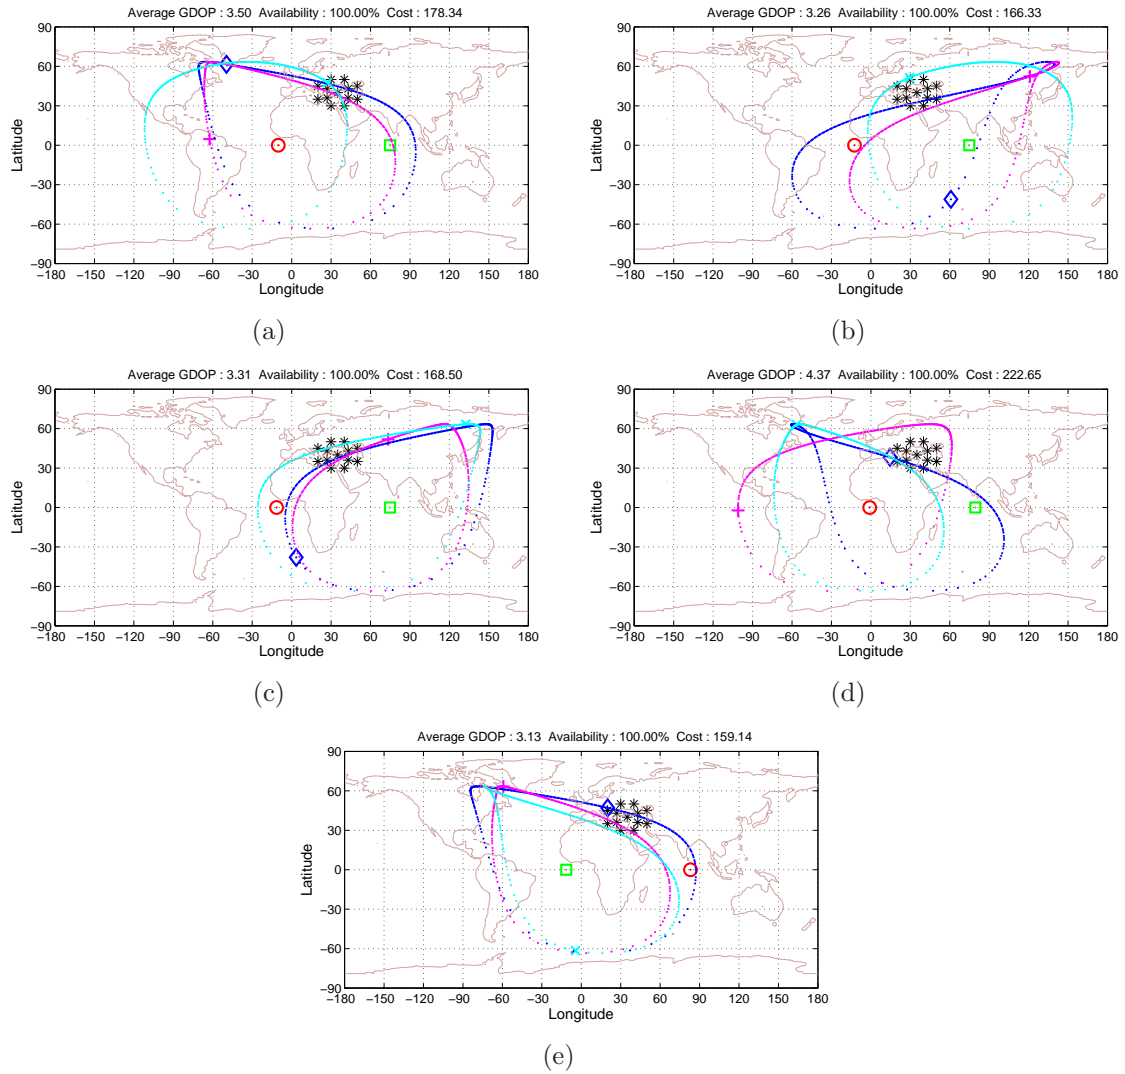 Average GDOP : 3.50 Availability : 100.00% Cost : 178.34
90
60
30
0
−30
−60
−90
Latitude
−180 −150 −120 −90 −60 −30 0 30 60 90 120 150 180
Longitude
(a)
Average GDOP : 3.26 Availability : 100.00% Cost : 166.33
90
60
30
0
−30
−60
−90
Latitude
−180 −150 −120 −90 −60 −30 0 30 60 90 120 150 180
Longitude
(b)
Average GDOP : 3.31 Availability : 100.00% Cost : 168.50
90
60
30
0
−30
−60
−90
Latitude
−180 −150 −120 −90 −60 −30 0 30 60 90 120 150 180
Longitude
(c)
Average GDOP : 4.37 Availability : 100.00% Cost : 222.65
90
60
30
0
−30
−60
−90
Latitude
−180 −150 −120 −90 −60 −30 0 30 60 90 120 150 180
Longitude
(d)
Average GDOP : 3.13 Availability : 100.00% Cost : 159.14
90
60
30
0
−30
−60
−90
Latitude
−180 −150 −120 −90 −60 −30 0 30 60 90 120 150 180
Longitude
(e)